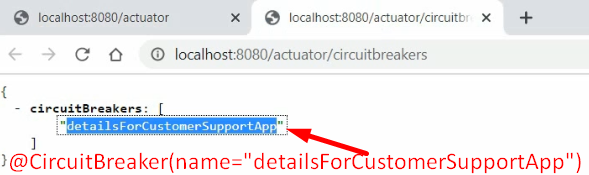 localhost:8080/actuator
localhost:8080/actuator/circuitbr
localhost:8080/actuator/circuitbreakers
{
- circuitBreakers: [
"detailsForCustomerSupportApp"
]
}
@CircuitBreaker(name="detailsForCustomerSupportApp")